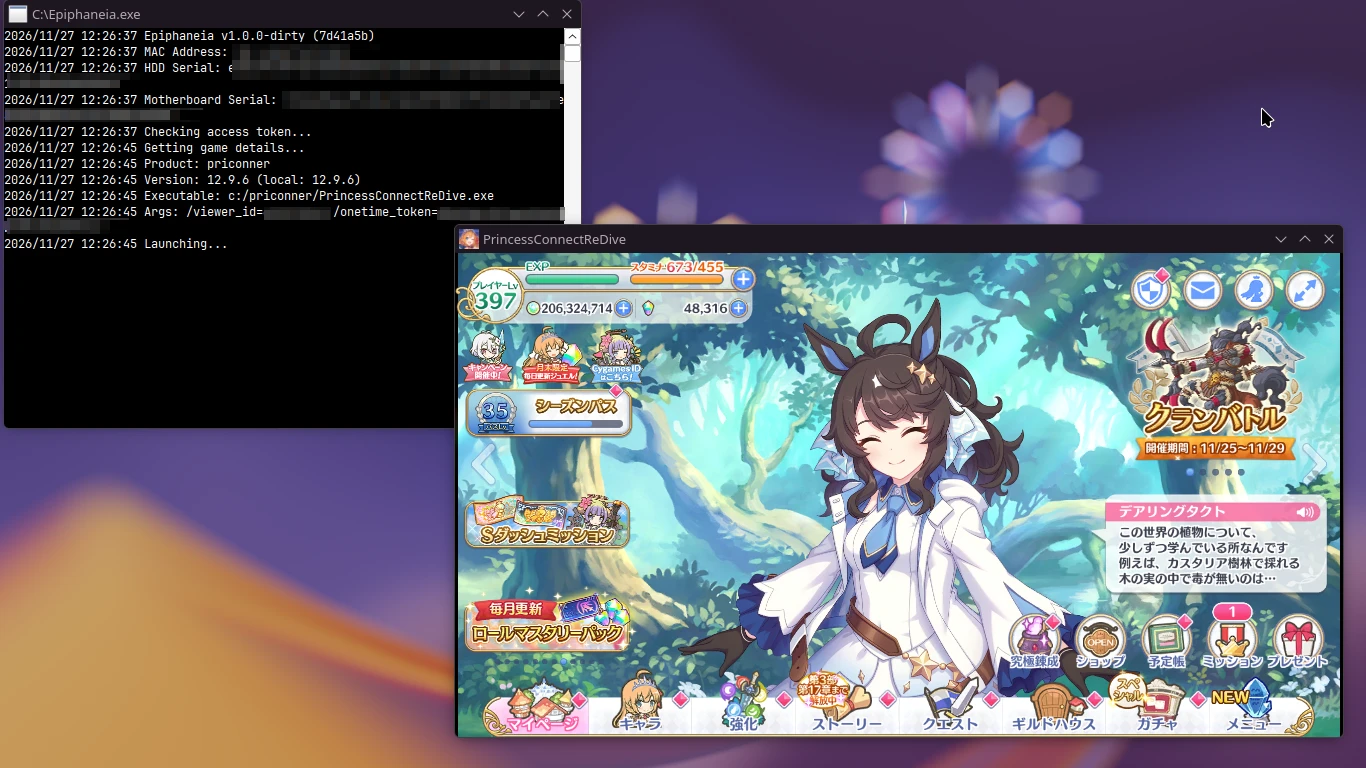 C:\Epiphaneia.exe
2026/11/27 12:26:37 Epiphaneia v1.0.0-dirty (7d41a5b)
2026/11/27 12:26:37 MAC Address:
2026/11/27 12:26:37 HDD Serial: e
2026/11/27 12:26:37 Motherboard Serial: e
2026/11/27 12:26:37 Checking access token...
2026/11/27 12:26:45 Getting game details...
2026/11/27 12:26:45 Product: priconner
2026/11/27 12:26:45 Version: 12.9.6 (local: 12.9.6)
2026/11/27 12:26:45 Executable: c:/priconner/PrincessConnectReDive.exe
2026/11/27 12:26:45 Args: /viewer_id= /onetime_token=
2026/11/27 12:26:45 Launching...
PrincessConnectReDive
プレイヤーLv
397
EXP
スタミナ 673/455
206,324,714
48,316
キャンペーン
開催中!
月末限定
毎日更新ジュエル!
CygamesID
はこちら!
35
シーズンパス
Sダッシュミッション
毎月更新
ロールマスタリーパック
クランバトル
開催期間:11/25~11/29
デアリングタクト
この世界の植物について、
少しずつ学んでいる所なんです
例えば、カスタリア樹林で採れる
木の実の中で毒が無いのは…
究極錬成
OPEN
ショップ
予定帳
1
ミッション
プレゼント
マイページ
キャラ
強化
第3部
第17章まで
解放中
ストーリー
クエスト
ギルドハウス
スペシャル
ガチャ
NEW
メニュー